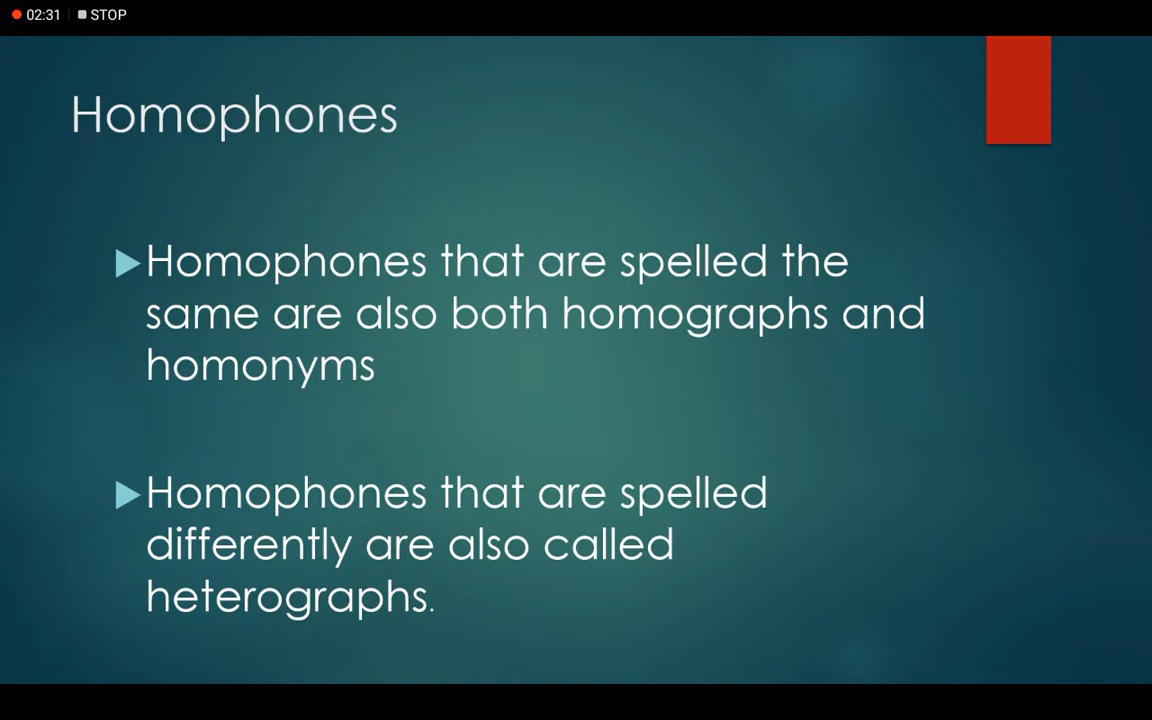 02:31 STOP
Homophones
Homophones that are spelled the
same are also both homographs and
homonyms
Homophones that are spelled
differently are also called
heterographs.